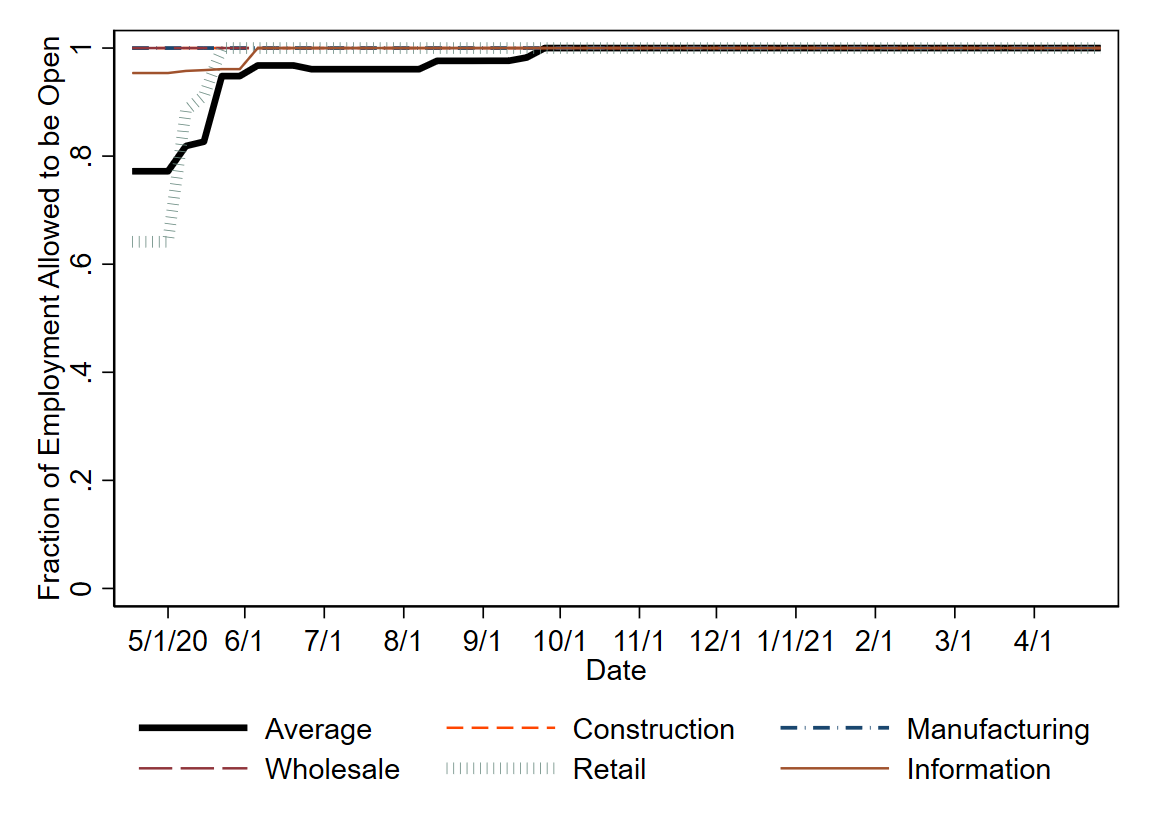 Fraction of Employment Allowed to be Open
1
.8
.6
.4
.2
0
5/1/20 6/1 7/1 8/1 9/1 10/1 11/1 12/1 1/1/21 2/1 3/1 4/1
Date
Average Construction Manufacturing
Wholesale Retail Information